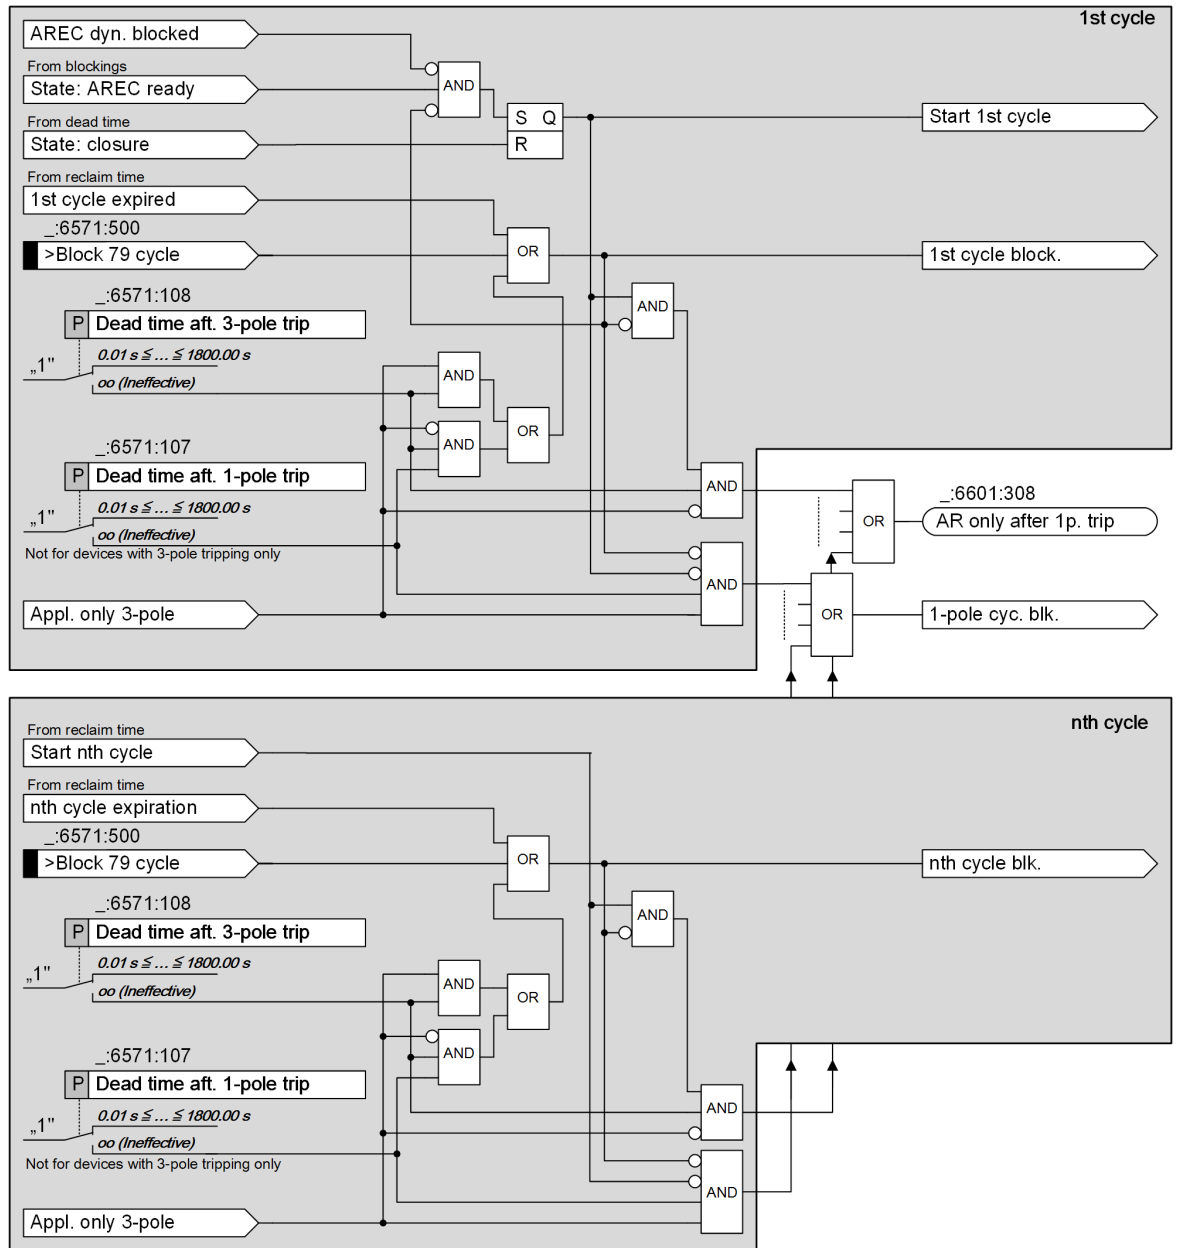 1st cycle
AREC dyn. blocked
From blockings
State: AREC ready
AND
From dead time
State: closure
S Q
R
Start 1st cycle
From reclaim time
1st cycle expired
_:6571:500
>Block 79 cycle
OR
1st cycle block.
_:6571:108
P Dead time aft. 3-pole trip
AND
„1"
0.01 s ≦ ... ≦ 1800.00 s
oo (Ineffective)
AND
OR
AND
_:6571:107
P Dead time aft. 1-pole trip
AND
„1"
0.01 s ≦ ... ≦ 1800.00 s
oo (Ineffective)
Not for devices with 3-pole tripping only
_:6601:308
OR
AR only after 1p. trip
AND
Appl. only 3-pole
OR
1-pole cyc. blk.
nth cycle
From reclaim time
Start nth cycle
From reclaim time
nth cycle expiration
_:6571:500
>Block 79 cycle
OR
nth cycle blk.
_:6571:108
P Dead time aft. 3-pole trip
AND
„1"
0.01 s ≦ ... ≦ 1800.00 s
oo (Ineffective)
AND
OR
AND
_:6571:107
P Dead time aft. 1-pole trip
AND
„1"
0.01 s ≦ ... ≦ 1800.00 s
oo (Ineffective)
Not for devices with 3-pole tripping only
AND
Appl. only 3-pole